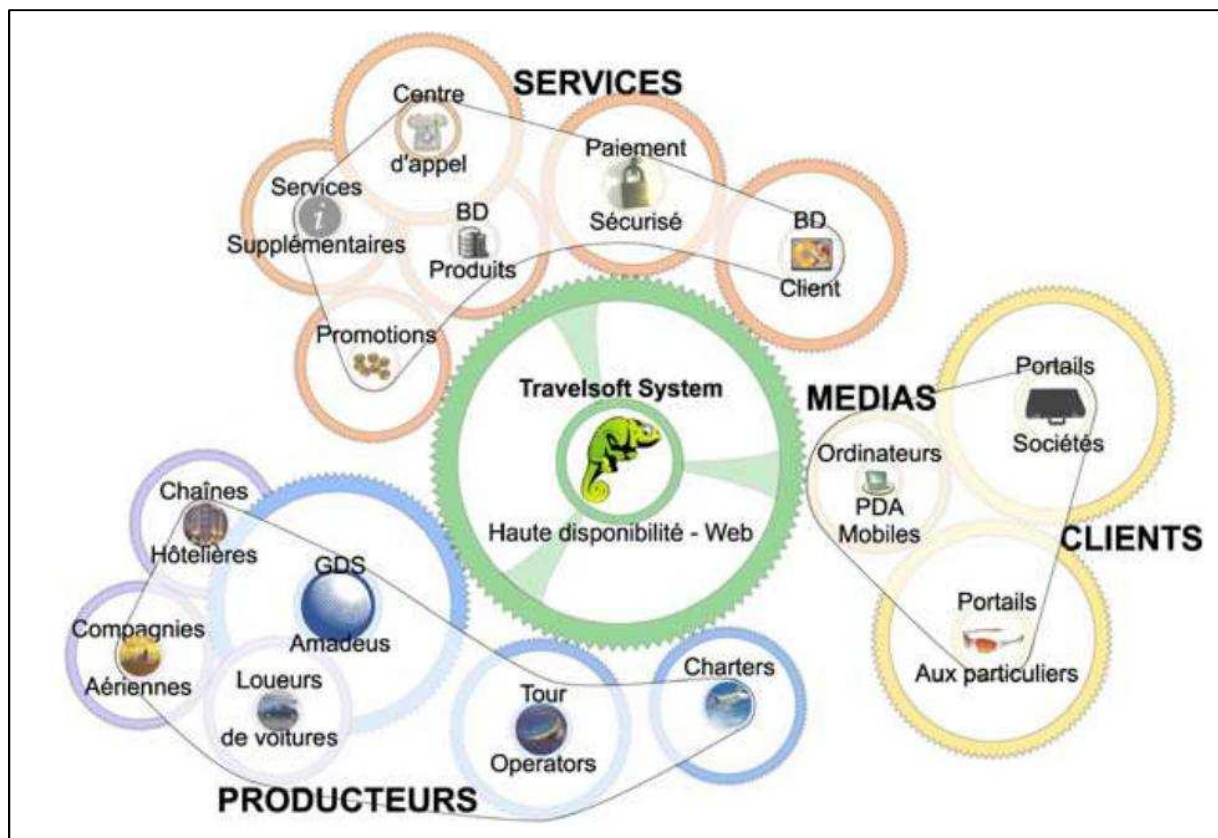 SERVICES
Centre
d'appel
Paiement
Sécurisé
Services
Supplémentaires
BD
Produits
BD
Client
Promotions
Travelsoft System
Haute disponibilité - Web
MEDIAS
Portails
Sociétés
Ordinateurs
PDA
Mobiles
CLIENTS
Portails
Aux particuliers
Chaînes
Hôtelières
GDS
Amadeus
Compagnies
Aériennes
Loueurs
de voitures
Tour
Operators
Charters
PRODUCTEURS